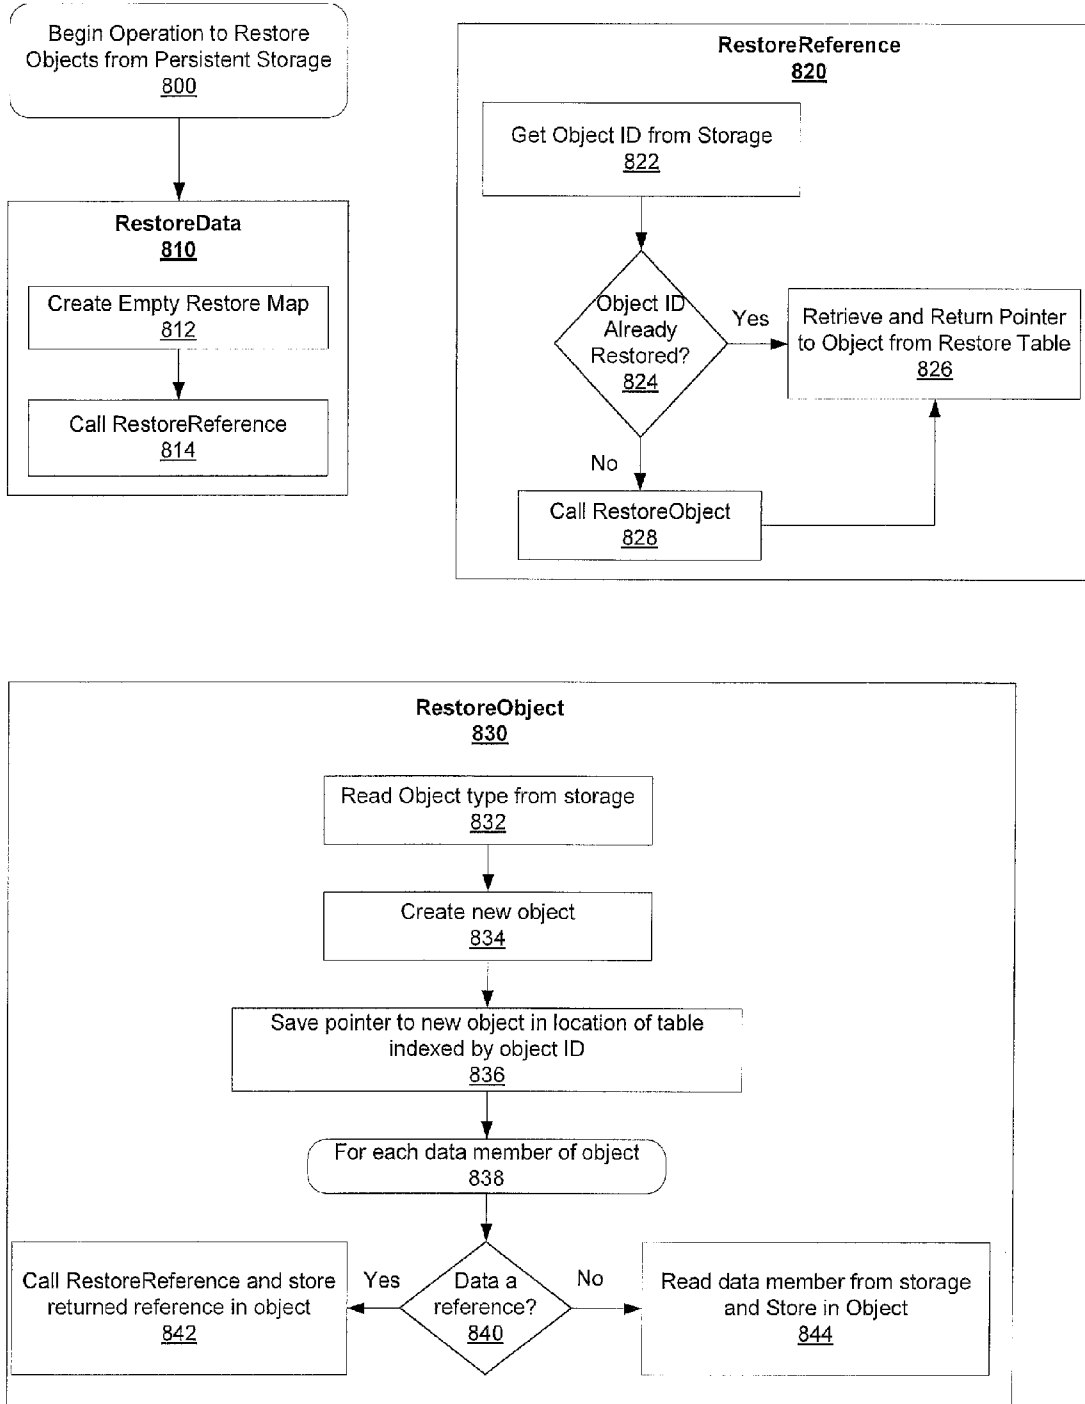 Begin Operation to Restore
Objects from Persistent Storage
800
RestoreData
810
Create Empty Restore Map
812
Call RestoreReference
814
RestoreReference
820
Get Object ID from Storage
822
Object ID
Already
Restored?
824
Yes
Retrieve and Return Pointer
to Object from Restore Table
826
No
Call RestoreObject
828
RestoreObject
830
Read Object type from storage
832
Create new object
834
Save pointer to new object in location of table
indexed by object ID
836
For each data member of object
838
Data a
reference?
840
Yes
Call RestoreReference and store
returned reference in object
842
No
Read data member from storage
and Store in Object
844